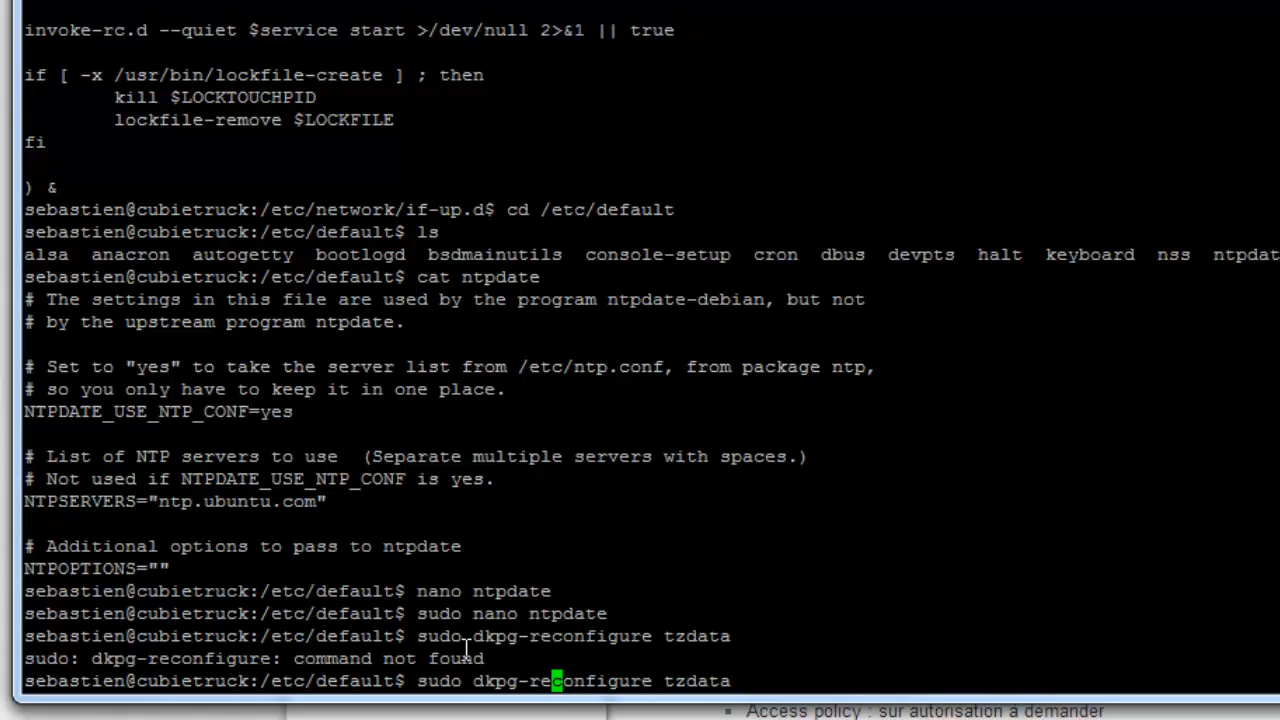 invoke-rc.d --quiet $service start >/dev/null 2>&1 || true
if [ -x /usr/bin/lockfile-create ] ; then
kill $LOCKTOUCHPID
lockfile-remove $LOCKFILE
fi
) &
sebastien@cubietruck:/etc/network/if-up.d$ cd /etc/default
sebastien@cubietruck:/etc/default$ ls
alsa anacron autogetty bootlogd bsdmainutils console-setup cron dbus devpts halt keyboard nss ntpdat
sebastien@cubietruck:/etc/default$ cat ntpdate
# The settings in this file are used by the program ntpdate-debian, but not
# by the upstream program ntpdate.
# Set to "yes" to take the server list from /etc/ntp.conf, from package ntp,
# so you only have to keep it in one place.
NTPDATE_USE_NTP_CONF=yes
# List of NTP servers to use (Separate multiple servers with spaces.)
# Not used if NTPDATE_USE_NTP_CONF is yes.
NTPSERVERS="ntp.ubuntu.com"
# Additional options to pass to ntpdate
NTPOPTIONS=""
sebastien@cubietruck:/etc/default$ nano ntpdate
sebastien@cubietruck:/etc/default$ sudo nano ntpdate
sebastien@cubietruck:/etc/default$ sudo dkpg-reconfigure tzdata
sudo: dkpg-reconfigure: command not found
sebastien@cubietruck:/etc/default$ sudo dkpg-reconfigure tzdata
Access policy : sur autorisation à demander